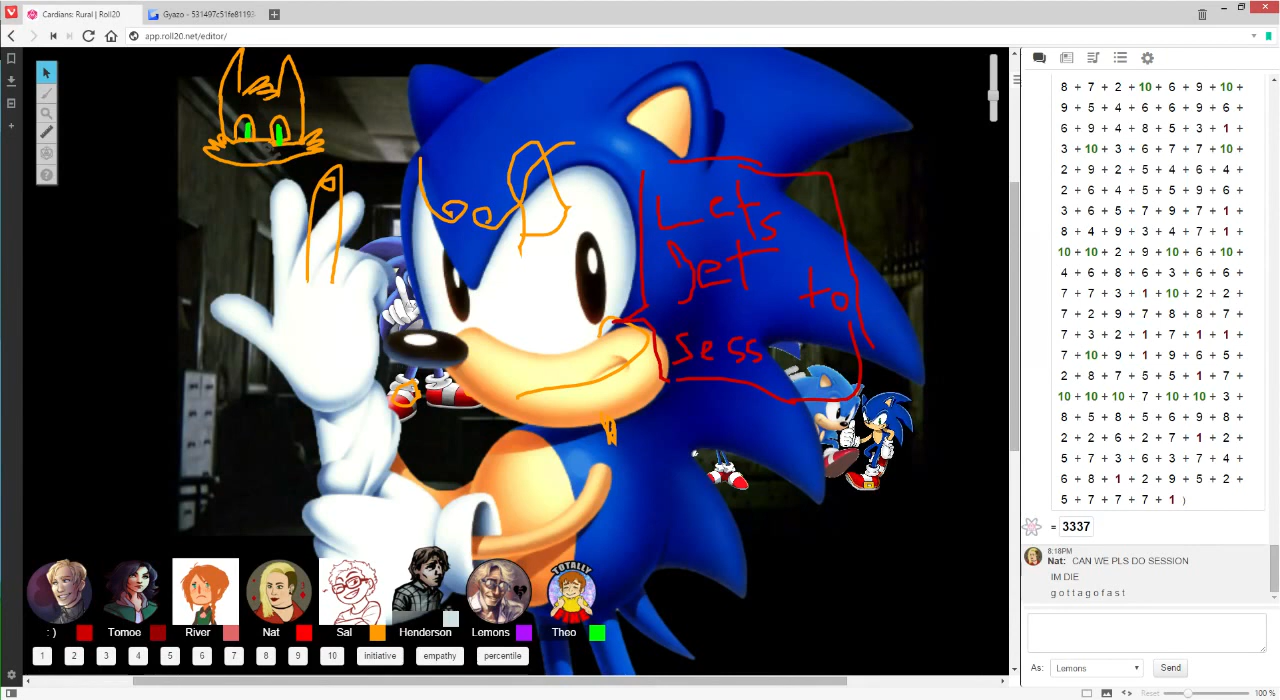 Cardians: Rural | Roll20
Gyazo - 531497c51fe81193
app.roll20.net/editor/
Lets
Jet to
sess
8 + 7 + 2 + 10 + 6 + 9 + 10 +
9 + 5 + 4 + 6 + 6 + 9 + 6 +
6 + 9 + 4 + 8 + 5 + 3 + 1 +
3 + 10 + 3 + 6 + 7 + 7 + 10 +
2 + 9 + 2 + 5 + 4 + 6 + 4 +
2 + 6 + 4 + 5 + 5 + 9 + 6 +
3 + 6 + 5 + 7 + 9 + 7 + 1 +
8 + 4 + 9 + 3 + 4 + 7 + 1 +
10 + 10 + 2 + 9 + 10 + 6 + 10 +
4 + 6 + 8 + 6 + 3 + 6 + 6 +
7 + 7 + 3 + 1 + 10 + 2 + 2 +
7 + 2 + 9 + 7 + 8 + 8 + 7 +
7 + 3 + 2 + 1 + 7 + 1 + 1 +
7 + 10 + 9 + 1 + 9 + 6 + 5 +
2 + 8 + 7 + 5 + 5 + 1 + 7 +
10 + 10 + 10 + 7 + 10 + 10 + 3 +
8 + 5 + 8 + 5 + 6 + 9 + 8 +
2 + 2 + 6 + 2 + 7 + 1 + 2 +
5 + 7 + 3 + 6 + 3 + 7 + 4 +
6 + 8 + 1 + 2 + 9 + 5 + 2 +
5 + 7 + 7 + 7 + 1 )
= 3337
8:18PM
Nat: CAN WE PLS DO SESSION
IM DIE
g o t t a g o f a s t
As: Lemons Send
TOTALLY
: ) Tomoe River Nat Sal Henderson Lemons Theo
1 2 3 4 5 6 7 8 9 10 initiative empathy percentile
Reset 100 %